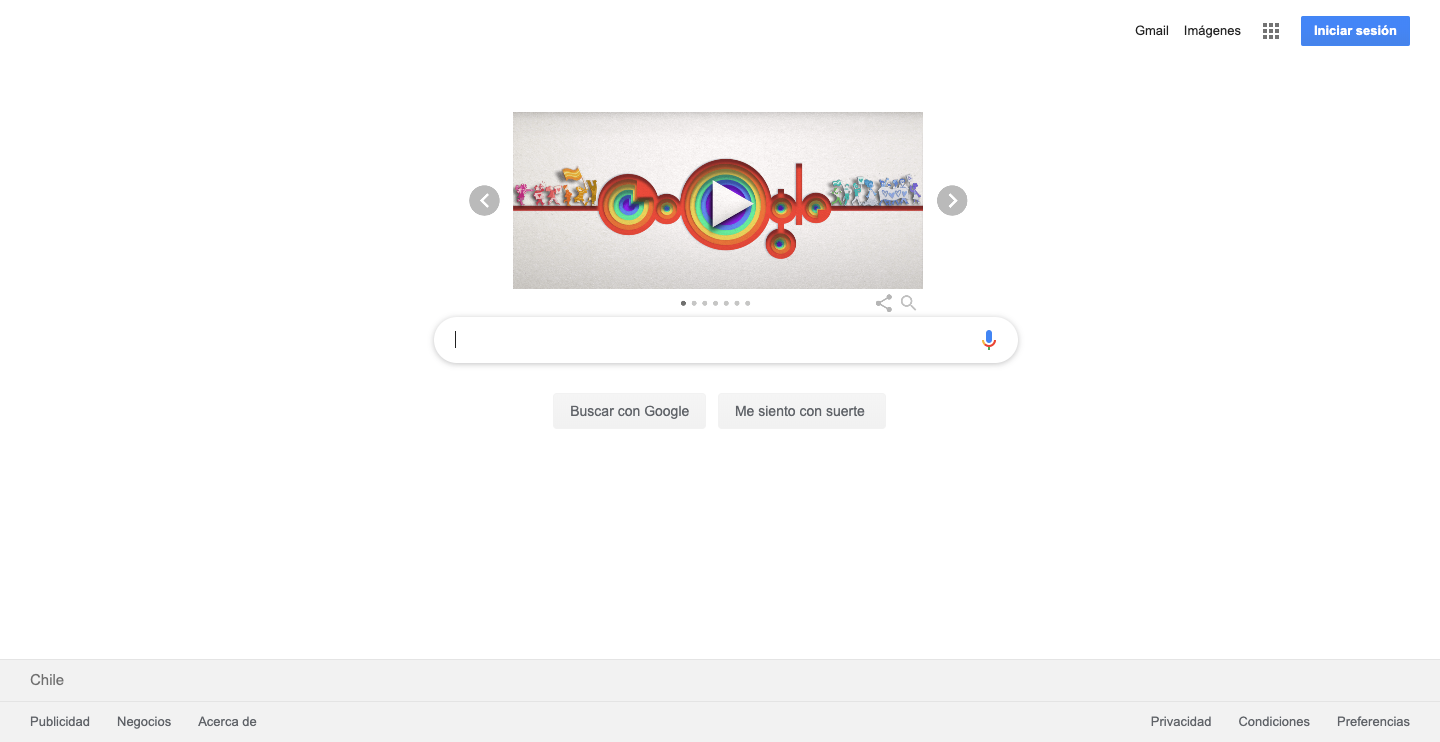 Gmail Imágenes Iniciar sesión
Buscar con Google Me siento con suerte
Chile
Publicidad Negocios Acerca de Privacidad Condiciones Preferencias